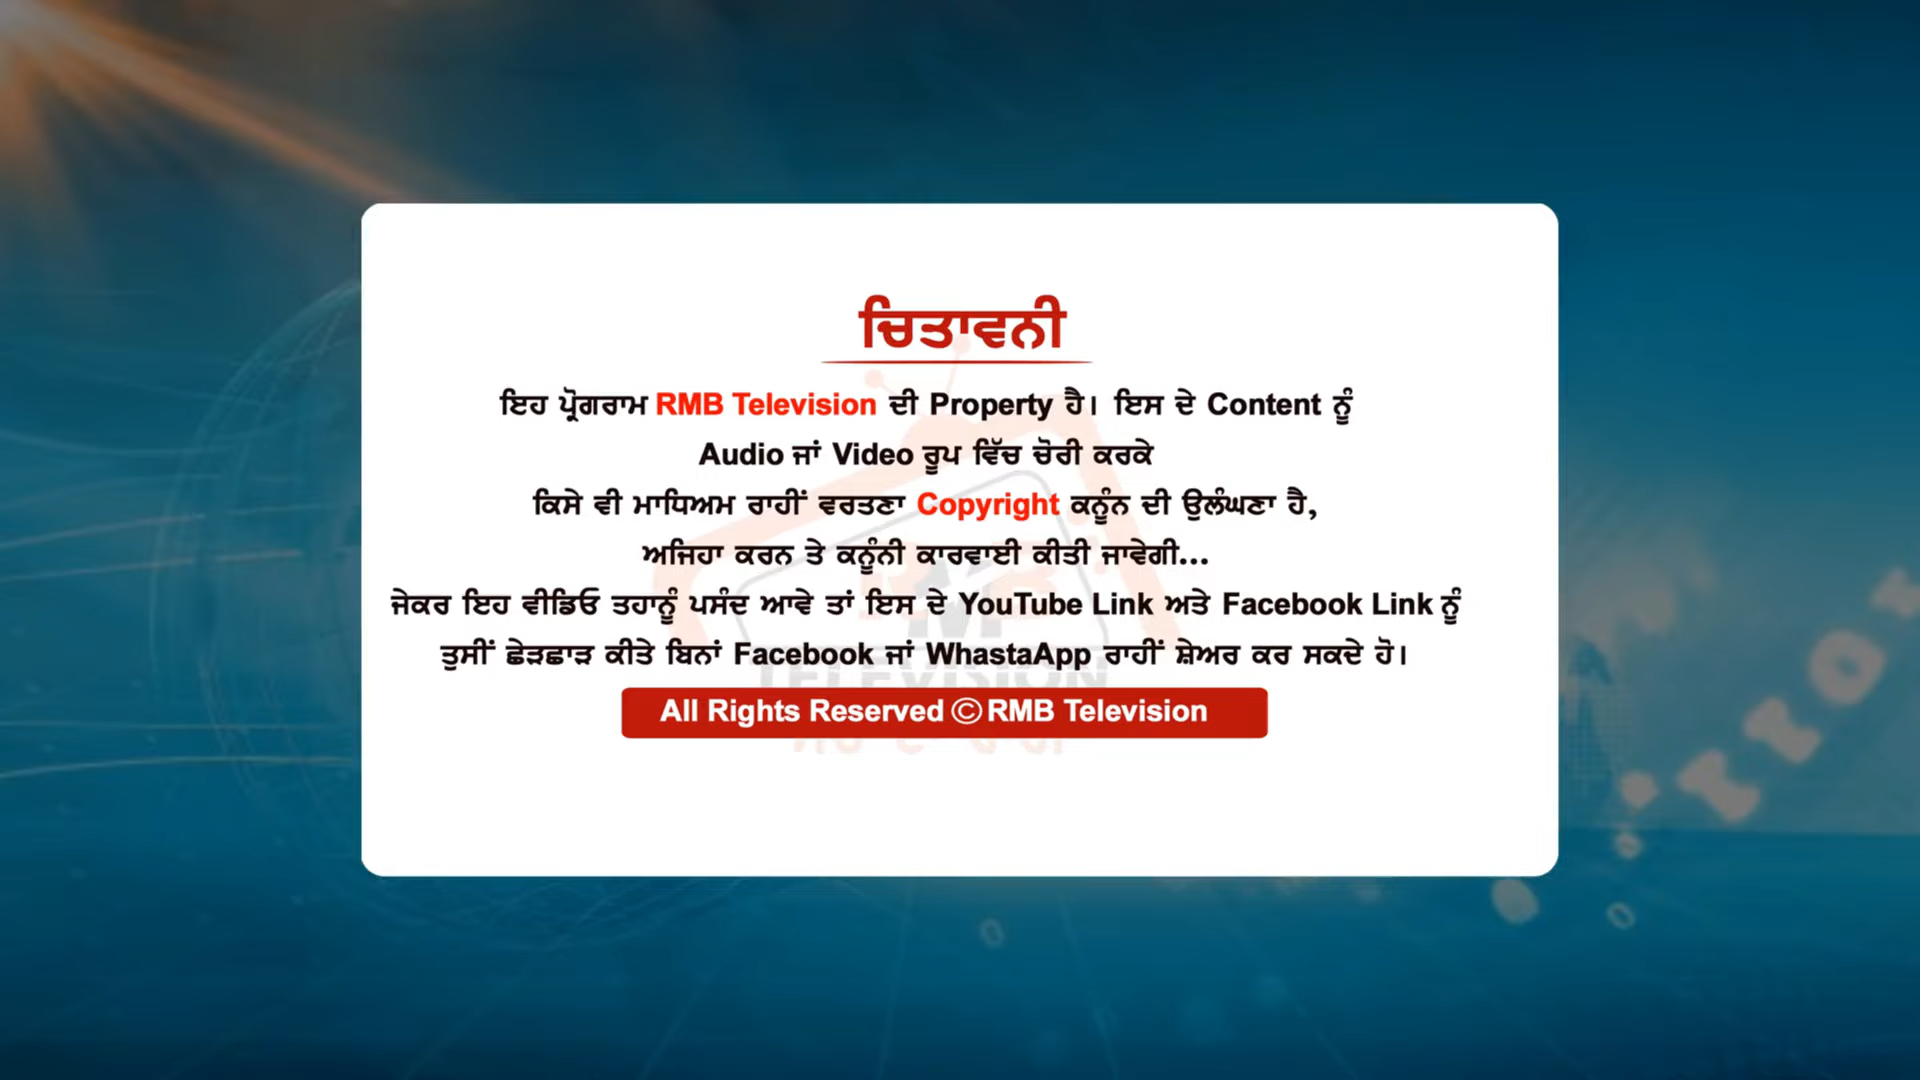 ਚਿਤਾਵਨੀ
ਇਹ ਪ੍ਰੋਗਰਾਮ RMB Television ਦੀ Property ਹੈ। ਇਸ ਦੇ Content ਨੂੰ
Audio ਜਾਂ Video ਰੂਪ ਵਿੱਚ ਚੋਰੀ ਕਰਕੇ
ਕਿਸੇ ਵੀ ਮਾਧਿਅਮ ਰਾਹੀਂ ਵਰਤਣਾ Copyright ਕਨੂੰਨ ਦੀ ਉਲੰਘਣਾ ਹੈ,
ਅਜਿਹਾ ਕਰਨ ਤੇ ਕਨੂੰਨੀ ਕਾਰਵਾਈ ਕੀਤੀ ਜਾਵੇਗੀ...
ਜੇਕਰ ਇਹ ਵੀਡਿਓ ਤਹਾਨੂੰ ਪਸੰਦ ਆਵੇ ਤਾਂ ਇਸ ਦੇ YouTube Link ਅਤੇ Facebook Link ਨੂੰ
ਤੁਸੀਂ ਛੇੜਛਾੜ ਕੀਤੇ ਬਿਨਾਂ Facebook ਜਾਂ WhastaApp ਰਾਹੀਂ ਸ਼ੇਅਰ ਕਰ ਸਕਦੇ ਹੋ।
TELEVISION
All Rights Reserved © RMB Television